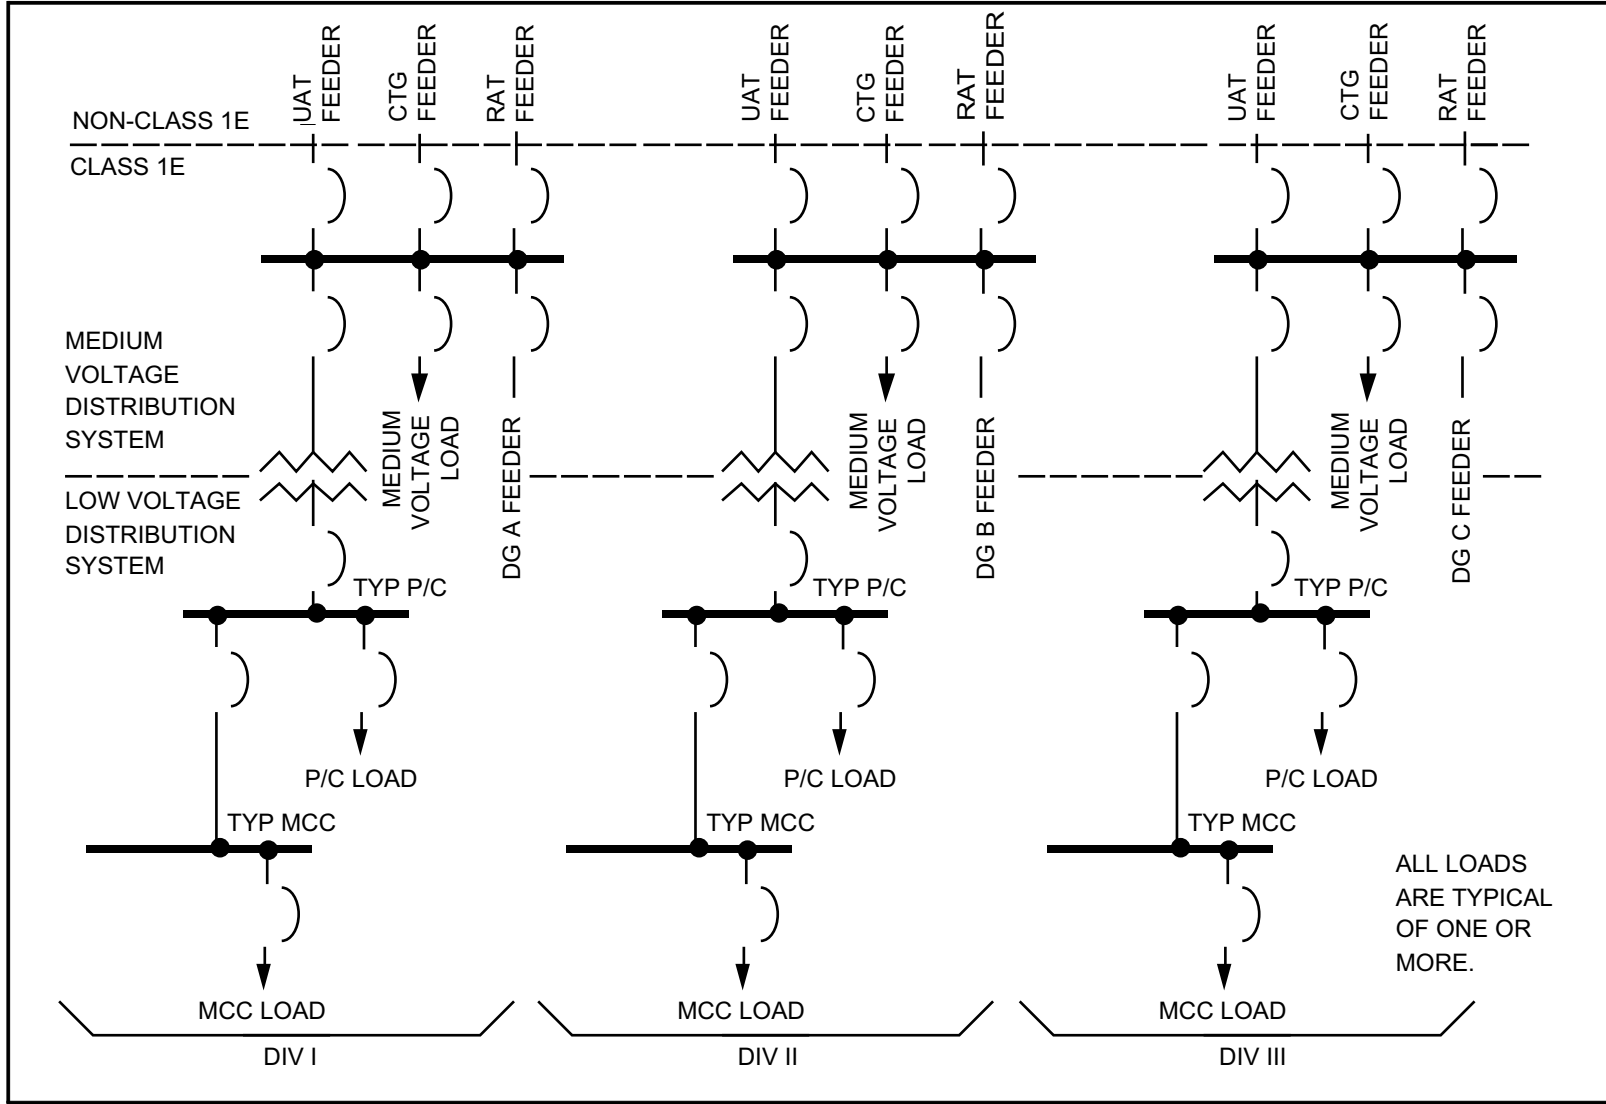 UAT
FEEDER
CTG
FEEDER
RAT
FEEDER
UAT
FEEDER
CTG
FEEDER
RAT
FEEDER
UAT
FEEDER
CTG
FEEDER
RAT
FEEDER
NON-CLASS 1E
CLASS 1E
MEDIUM
VOLTAGE
DISTRIBUTION
SYSTEM
LOW VOLTAGE
DISTRIBUTION
SYSTEM
MEDIUM
VOLTAGE
LOAD
DG A FEEDER
MEDIUM
VOLTAGE
LOAD
DG B FEEDER
MEDIUM
VOLTAGE
LOAD
DG C FEEDER
TYP P/C
TYP P/C
TYP P/C
P/C LOAD
P/C LOAD
P/C LOAD
TYP MCC
TYP MCC
TYP MCC
ALL LOADS
ARE TYPICAL
OF ONE OR
MORE.
MCC LOAD
MCC LOAD
MCC LOAD
DIV I
DIV II
DIV III